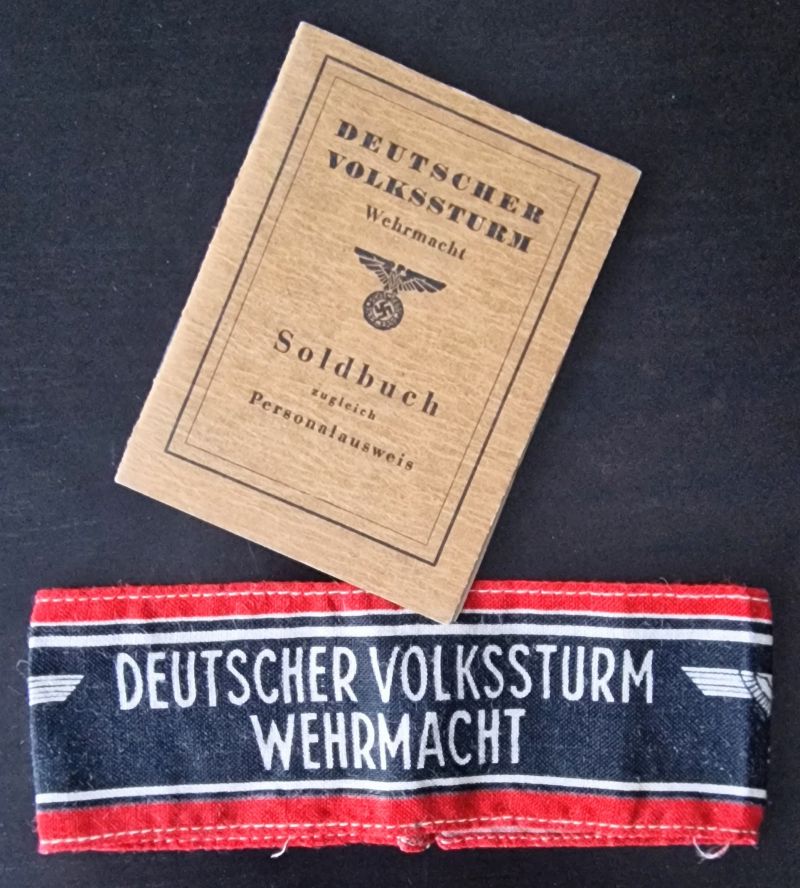 DEUTSCHER
VOLKSSTURM
Wehrmacht
Soldbuch
zugleich
Personalausweis
DEUTSCHER VOLKSSTURM
WEHRMACHT